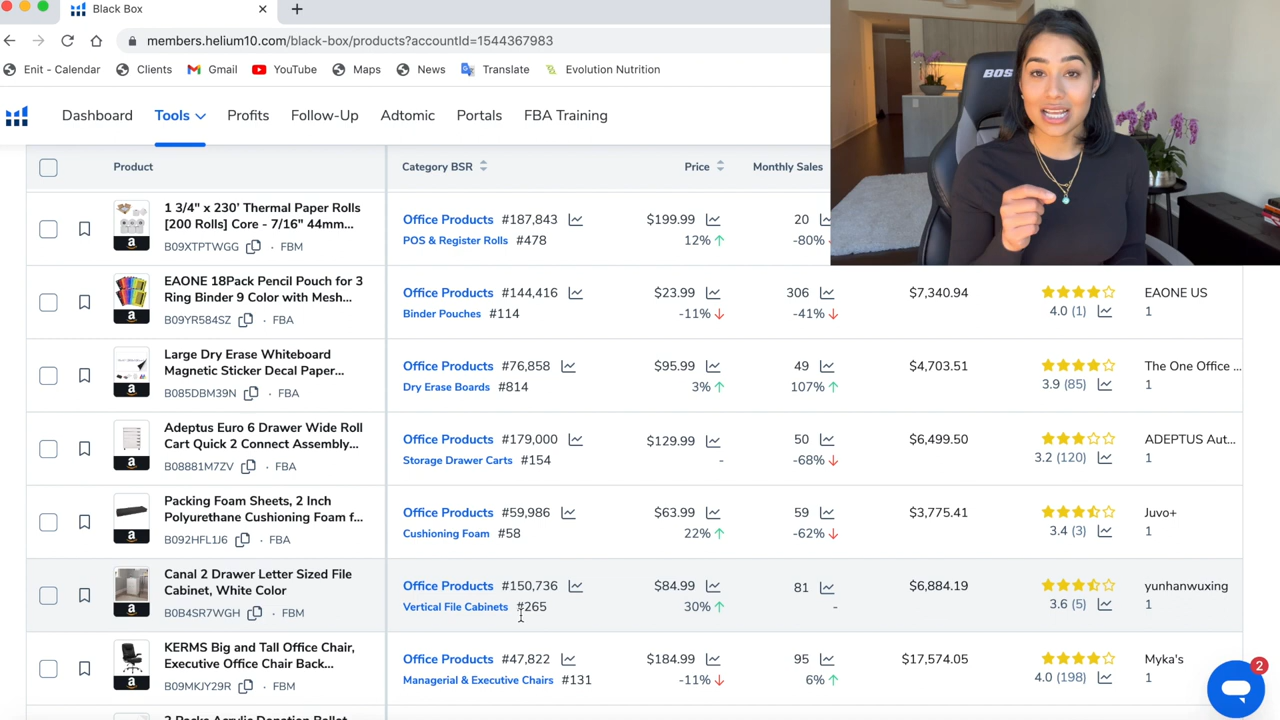 Black Box
members.helium10.com/black-box/products?accountId=1544367983
Enit - Calendar Clients Gmail YouTube Maps News Translate Evolution Nutrition
BOS
Dashboard Tools Profits Follow-Up Adtomic Portals FBA Training
Product Category BSR Price Monthly Sales
1 3/4" x 230' Thermal Paper Rolls
[200 Rolls] Core - 7/16" 44mm...
B09XTPTWGG · FBM
Office Products #187,843 $199.99 20
POS & Register Rolls #478 12% -80%
EAONE 18Pack Pencil Pouch for 3
Ring Binder 9 Color with Mesh...
B09YR584SZ · FBA
Office Products #144,416 $23.99 306 $7,340.94 EAONE US
Binder Pouches #114 -11% -41% 4.0 (1) 1
Large Dry Erase Whiteboard
Magnetic Sticker Decal Paper...
B085DBM39N · FBA
Office Products #76,858 $95.99 49 $4,703.51 The One Office ...
Dry Erase Boards #814 3% 107% 3.9 (85) 1
Adeptus Euro 6 Drawer Wide Roll
Cart Quick 2 Connect Assembly...
B08881M7ZV · FBA
Office Products #179,000 $129.99 50 $6,499.50 ADEPTUS Aut...
Storage Drawer Carts #154 - -68% 3.2 (120) 1
Packing Foam Sheets, 2 Inch
Polyurethane Cushioning Foam f...
B092HFL1J6 · FBA
Office Products #59,986 $63.99 59 $3,775.41 Juvo+
Cushioning Foam #58 22% -62% 3.4 (3) 1
Canal 2 Drawer Letter Sized File
Cabinet, White Color
B0B4SR7WGH · FBM
Office Products #150,736 $84.99 81 $6,884.19 yunhanwuxing
Vertical File Cabinets #265 30% - 3.6 (5) 1
KERMS Big and Tall Office Chair,
Executive Office Chair Back...
B09MKJY29R · FBM
Office Products #47,822 $184.99 95 $17,574.05 Myka's
Managerial & Executive Chairs #131 -11% 6% 4.0 (198) 1
2